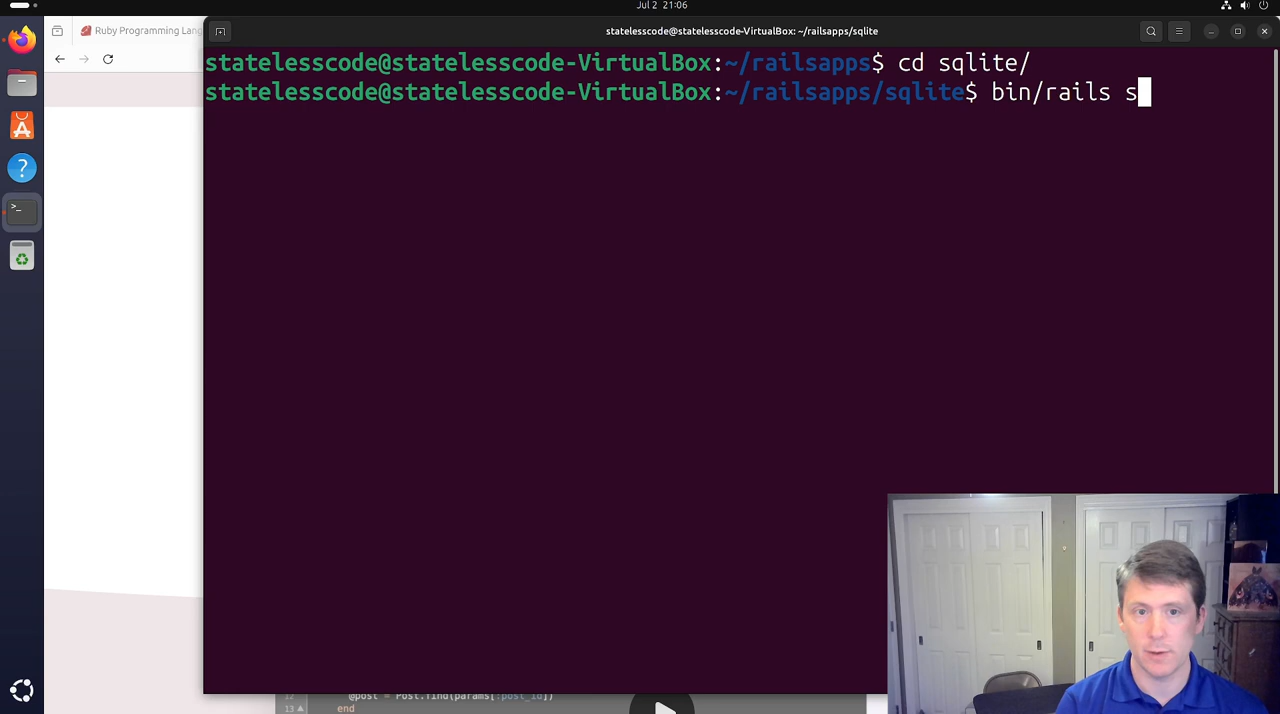 Jul 2 21:06
Ruby Programming Lang
statelesscode@statelesscode-VirtualBox: ~/railsapps/sqlite
statelesscode@statelesscode-VirtualBox:~/railsapps$ cd sqlite/
statelesscode@statelesscode-VirtualBox:~/railsapps/sqlite$ bin/rails s
@post = Post.find(params[:post_id])
13 end